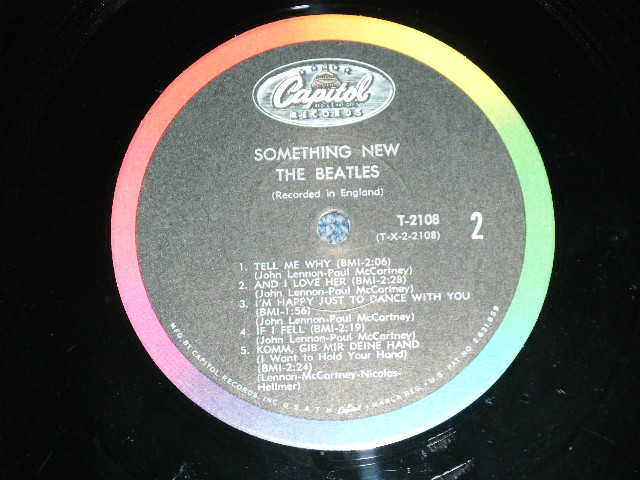 Capitol
RECORDS
SOMETHING NEW
THE BEATLES
(Recorded in England)
T-2108
(T-X-2-2108)
2
1. TELL ME WHY (BMI-2:06)
(John Lennon-Paul McCartney)
2. AND I LOVE HER (BMI-2:28)
(John Lennon-Paul McCartney)
3. I'M HAPPY JUST TO DANCE WITH YOU
(BMI-1:56)
(John Lennon-Paul McCartney)
4. IF I FELL (BMI-2:19)
(John Lennon-Paul McCartney)
5. KOMM, GIB MIR DEINE HAND
(I Want to Hold Your Hand)
(BMI-2:24)
(Lennon-McCartney-Nicolas-
Hellmer)
MFD. BY CAPITOL RECORDS, INC. U.S.A. T.M. Capitol MARCA REG. • U.S. PAT. NO. 2,631,859